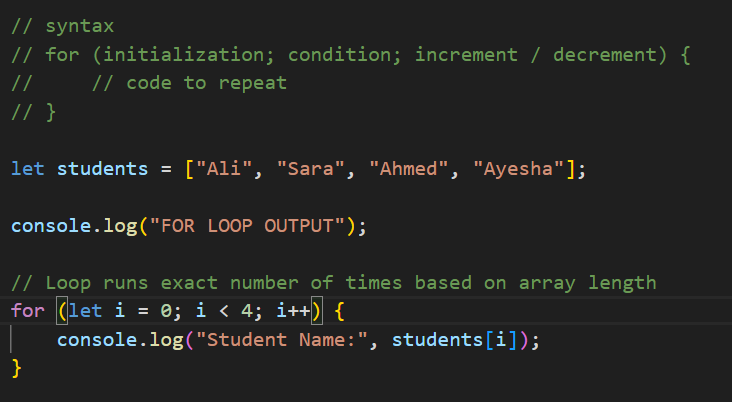 // syntax
// for (initialization; condition; increment / decrement) {
//     // code to repeat
// }
let students = ["Ali", "Sara", "Ahmed", "Ayesha"];
console.log("FOR LOOP OUTPUT");
// Loop runs exact number of times based on array length
for (let i = 0; i < 4; i++) {
    console.log("Student Name:", students[i]);
}